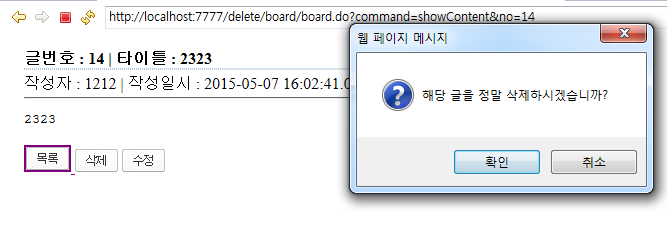 http://localhost:7777/delete/board/board.do?command=showContent&no=14
글번호 : 14 | 타이틀 : 2323
작성자 : 1212 | 작성일시 : 2015-05-07 16:02:41.0
2323
목록 삭제 수정
웹 페이지 메시지
해당 글을 정말 삭제하시겠습니까?
확인 취소